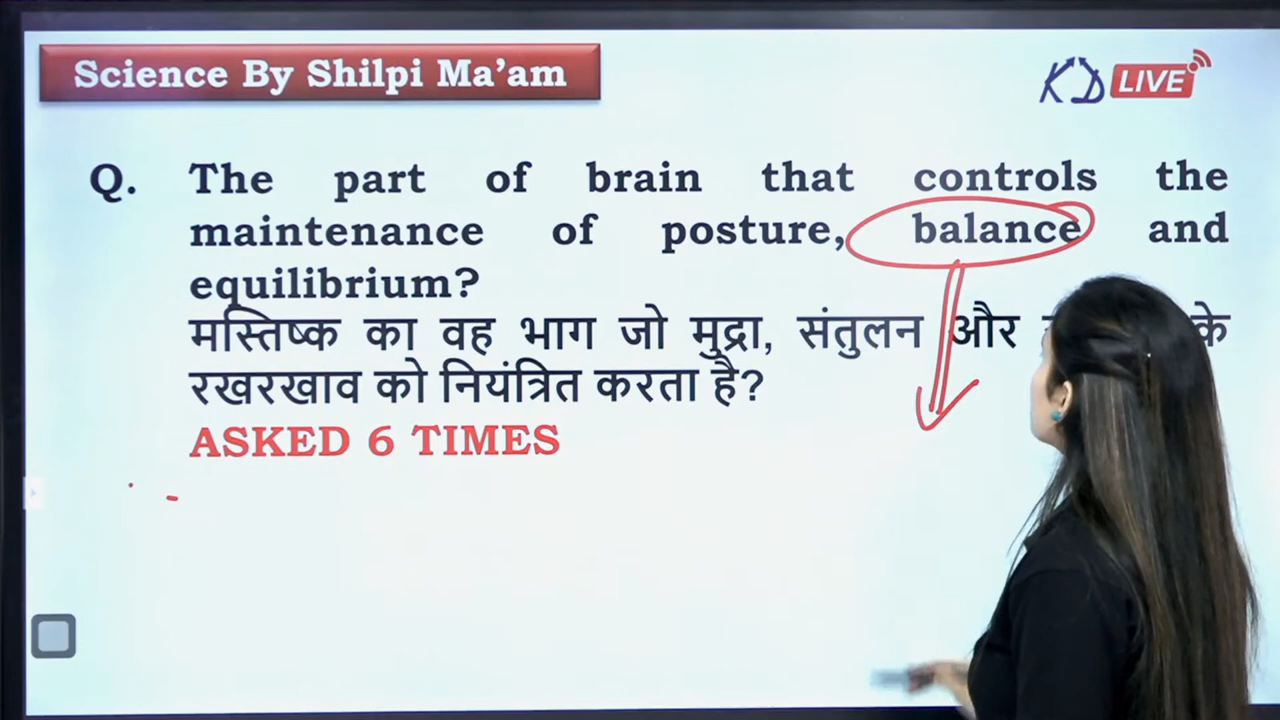 Science By Shilpi Ma'am
KD LIVE
Q. The part of brain that controls the
maintenance of posture, balance and
equilibrium?
मस्तिष्क का वह भाग जो मुद्रा, संतुलन और के
रखरखाव को नियंत्रित करता है?
ASKED 6 TIMES